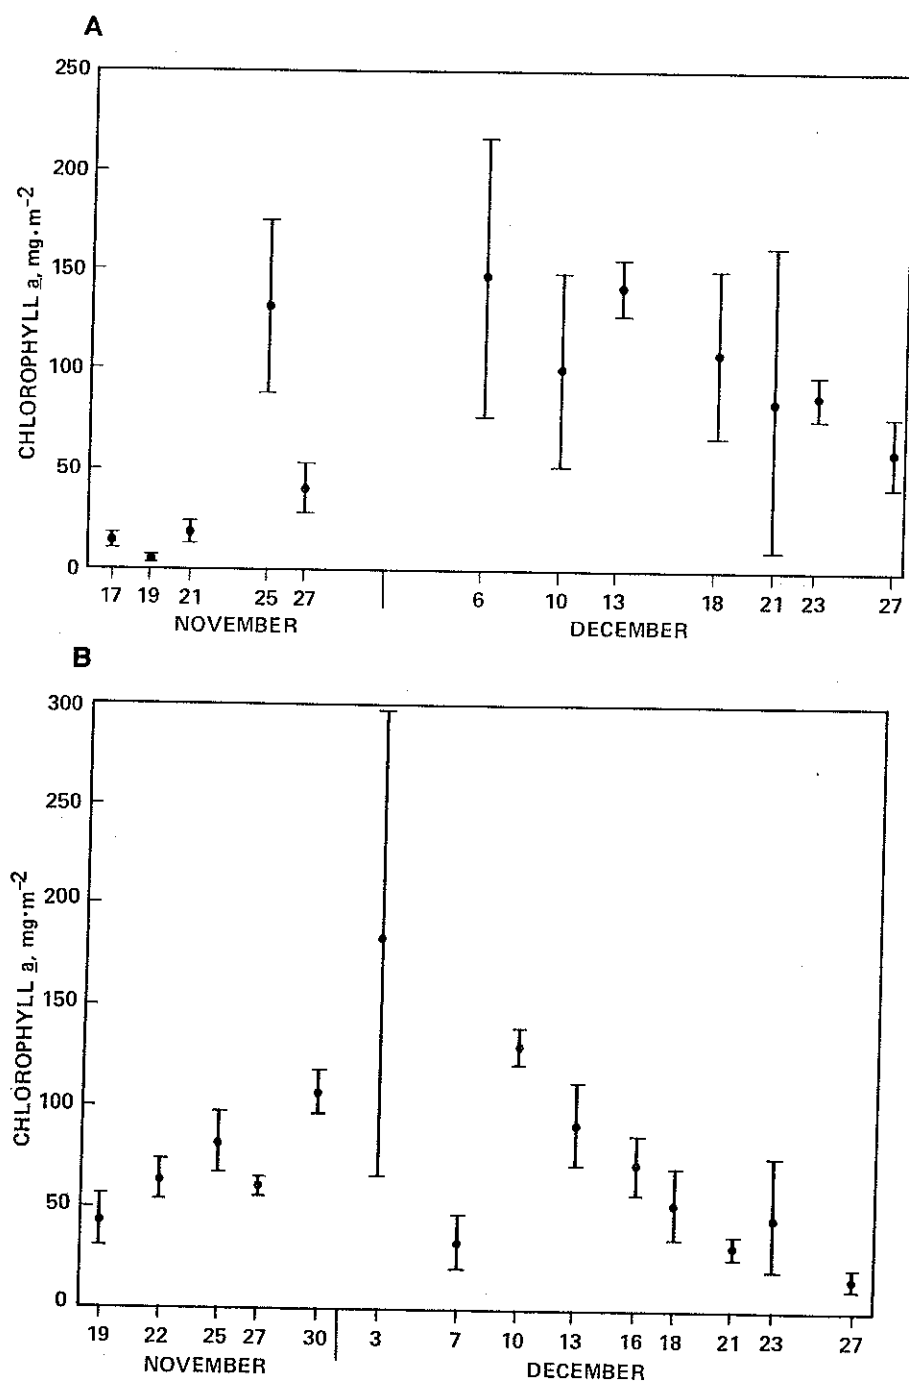 A
250
200
150
100
50
0
CHLOROPHYLL a, mg·m⁻²
17 19 21 25 27 6 10 13 18 21 23 27
NOVEMBER DECEMBER
B
300
250
200
150
100
50
0
CHLOROPHYLL a, mg·m⁻²
19 22 25 27 30 3 7 10 13 16 18 21 23 27
NOVEMBER DECEMBER